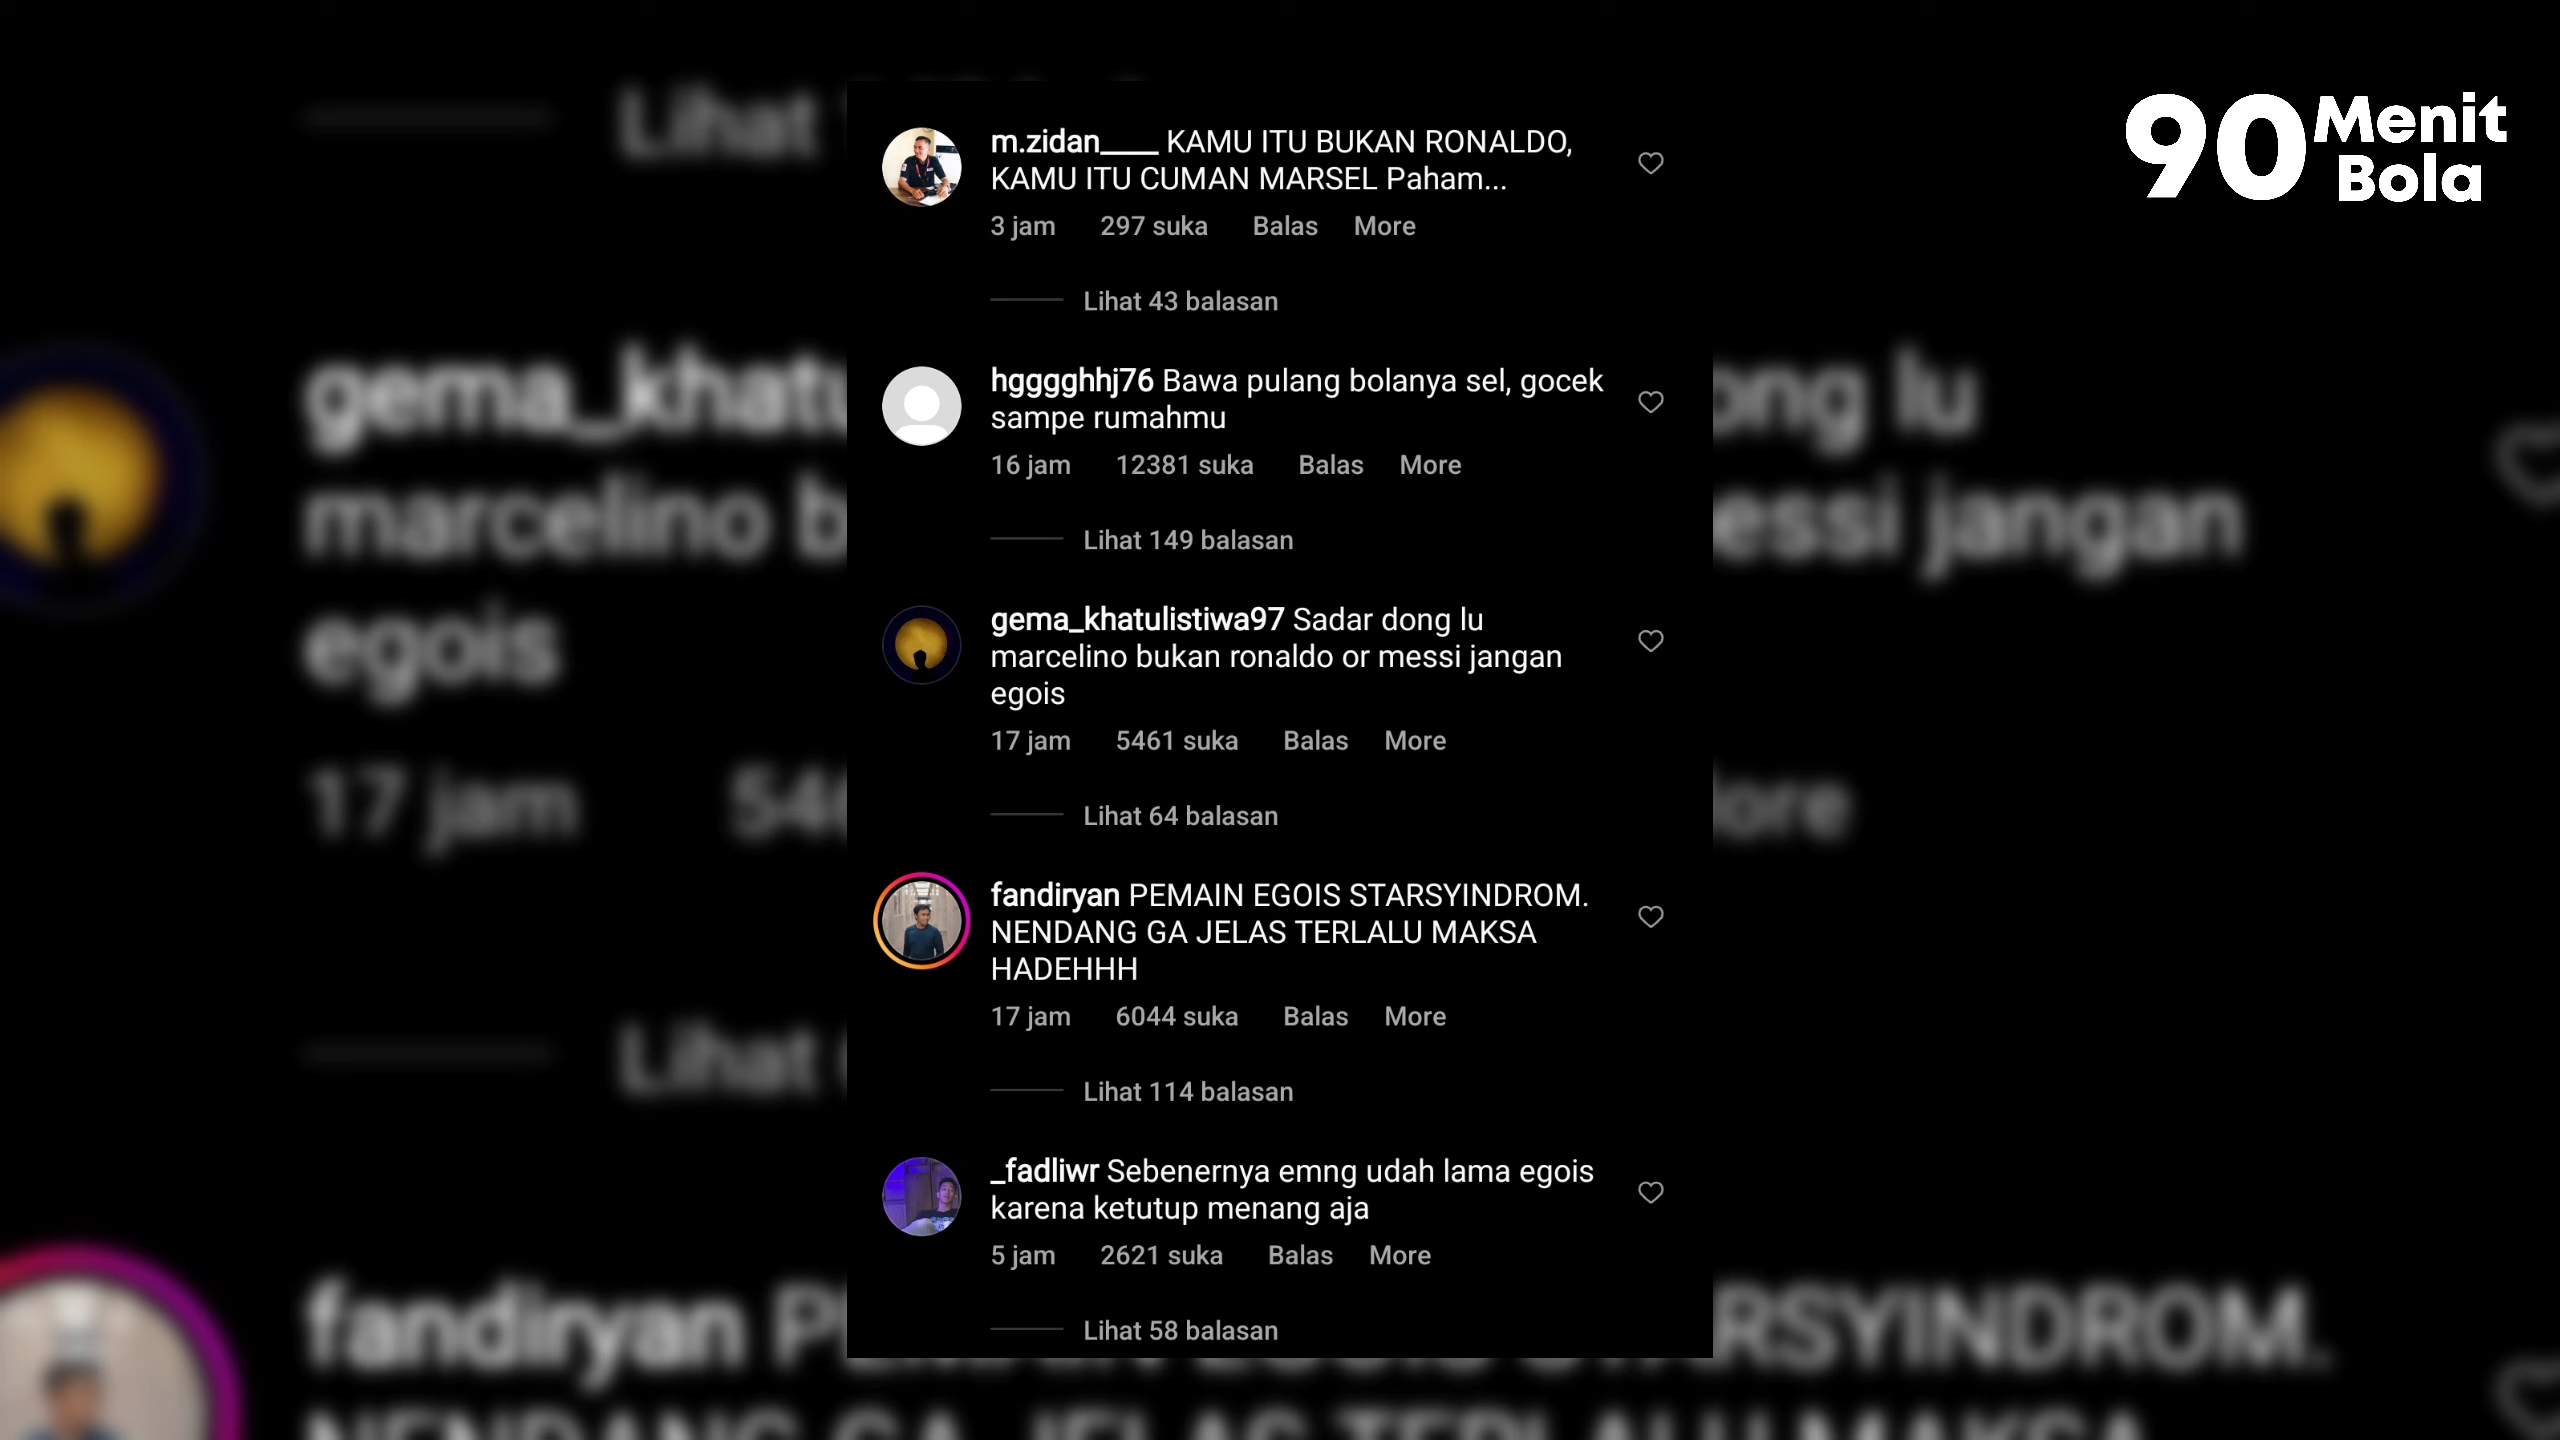 90 Menit
Bola
m.zidan____ KAMU ITU BUKAN RONALDO,
KAMU ITU CUMAN MARSEL Paham...
3 jam 297 suka Balas More
Lihat 43 balasan
hgggghhj76 Bawa pulang bolanya sel, gocek
sampe rumahmu
16 jam 12381 suka Balas More
Lihat 149 balasan
gema_khatulistiwa97 Sadar dong lu
marcelino bukan ronaldo or messi jangan
egois
17 jam 5461 suka Balas More
Lihat 64 balasan
fandiryan PEMAIN EGOIS STARSYINDROM.
NENDANG GA JELAS TERLALU MAKSA
HADEHHH
17 jam 6044 suka Balas More
Lihat 114 balasan
_fadliwr Sebenernya emng udah lama egois
karena ketutup menang aja
5 jam 2621 suka Balas More
Lihat 58 balasan